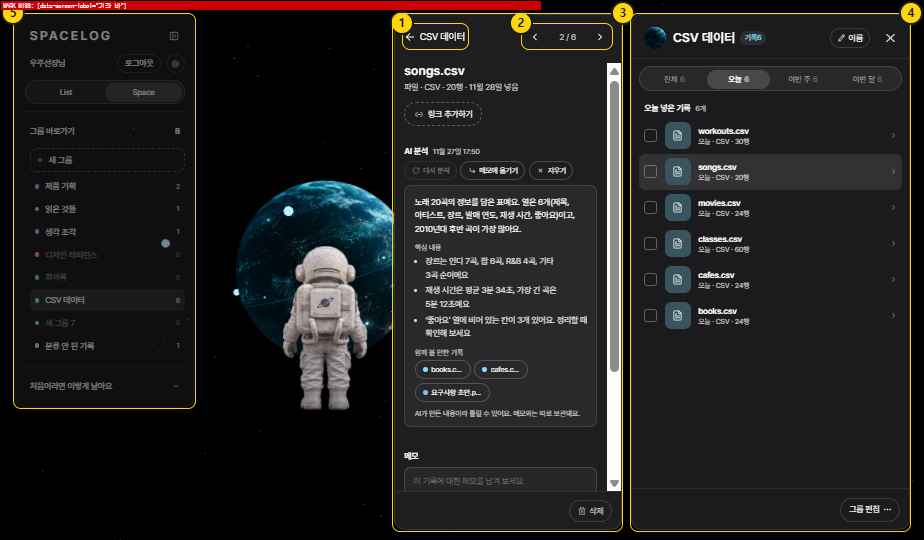 MASK MISS: [data-screen-label="기록 바"]
5
SPACELOG
우주선장님
로그아웃
List
Space
그룹 바로가기
8
새 그룹
제품 기획
2
읽은 것들
1
생각 조각
1
디자인 레퍼런스
0
회의록
0
CSV 데이터
6
새 그룹 7
0
분류 안 된 기록
1
처음이라면 이렇게 날아요
1
← CSV 데이터
2
2 / 6
3
songs.csv
파일 · CSV · 20행 · 11월 28일 넣음
링크 추가하기
AI 분석 11월 27일 17:50
다시 분석
메모에 옮기기
지우기
노래 20곡의 정보를 담은 표예요. 열은 6개(제목,
아티스트, 장르, 발매 연도, 재생 시간, 좋아요)이고,
2010년대 후반 곡이 가장 많아요.
핵심 내용
• 장르는 인디 7곡, 팝 6곡, R&B 4곡, 기타
3곡 순이에요
• 재생 시간은 평균 3분 34초, 가장 긴 곡은
5분 12초예요
• '좋아요' 열에 비어 있는 칸이 3개 있어요. 정리할 때
확인해 보세요
함께 볼 만한 기록
books.c...
cafes.c...
요구사항 초안.p...
AI가 만든 내용이라 틀릴 수 있어요. 메모와는 따로 보관돼요.
메모
이 기록에 대한 메모를 남겨 보세요.
삭제
4
CSV 데이터
기록6
이름
전체 6
오늘 6
이번 주 6
이번 달 6
오늘 넣은 기록 6개
workouts.csv
오늘 · CSV · 30행
songs.csv
오늘 · CSV · 20행
movies.csv
오늘 · CSV · 24행
classes.csv
오늘 · CSV · 60행
cafes.csv
오늘 · CSV · 24행
books.csv
오늘 · CSV · 24행
그룹 편집 ···